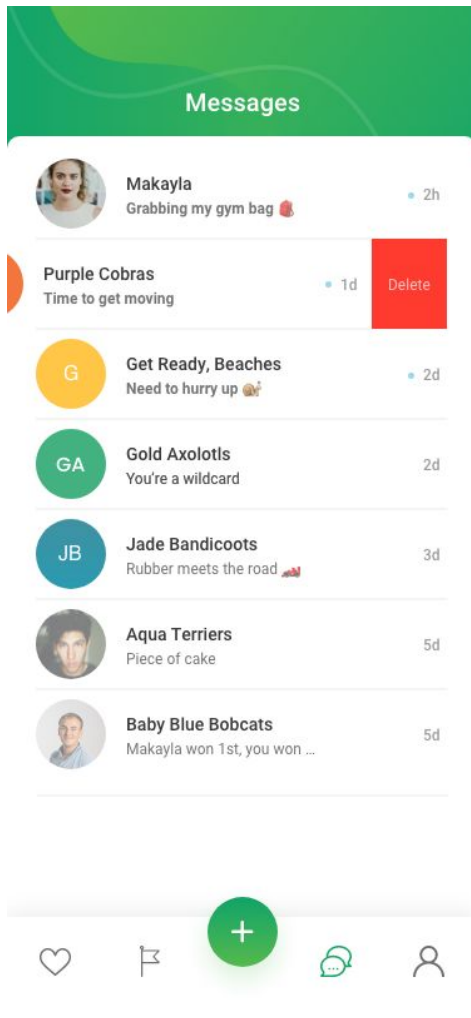 Messages
Makayla
2h
Grabbing my gym bag 🎒
Purple Cobras
1d
Delete
Time to get moving
G
Get Ready, Beaches
2d
Need to hurry up 🐌
GA
Gold Axolotls
2d
You're a wildcard
JB
Jade Bandicoots
3d
Rubber meets the road 🏎️
Aqua Terriers
5d
Piece of cake
Baby Blue Bobcats
5d
Makayla won 1st, you won ...